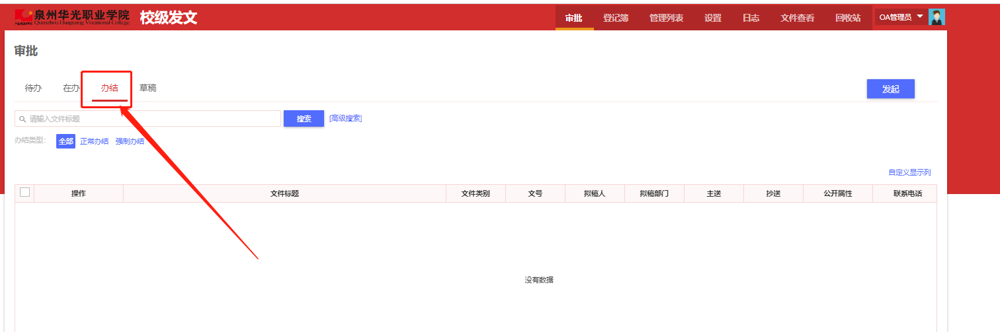 泉州华光职业学院
Quanzhou Huaguang Vocational College
校级发文
审批 登记簿 管理列表 设置 日志 文件查看 回收站 OA管理员
审批
待办 在办 办结 草稿
发起
请输入文件标题 搜索 [高级搜索]
办结类型: 全部 正常办结 强制办结
自定义显示列
操作 文件标题 文件类别 文号 拟稿人 拟稿部门 主送 抄送 公开属性 联系电话
没有数据